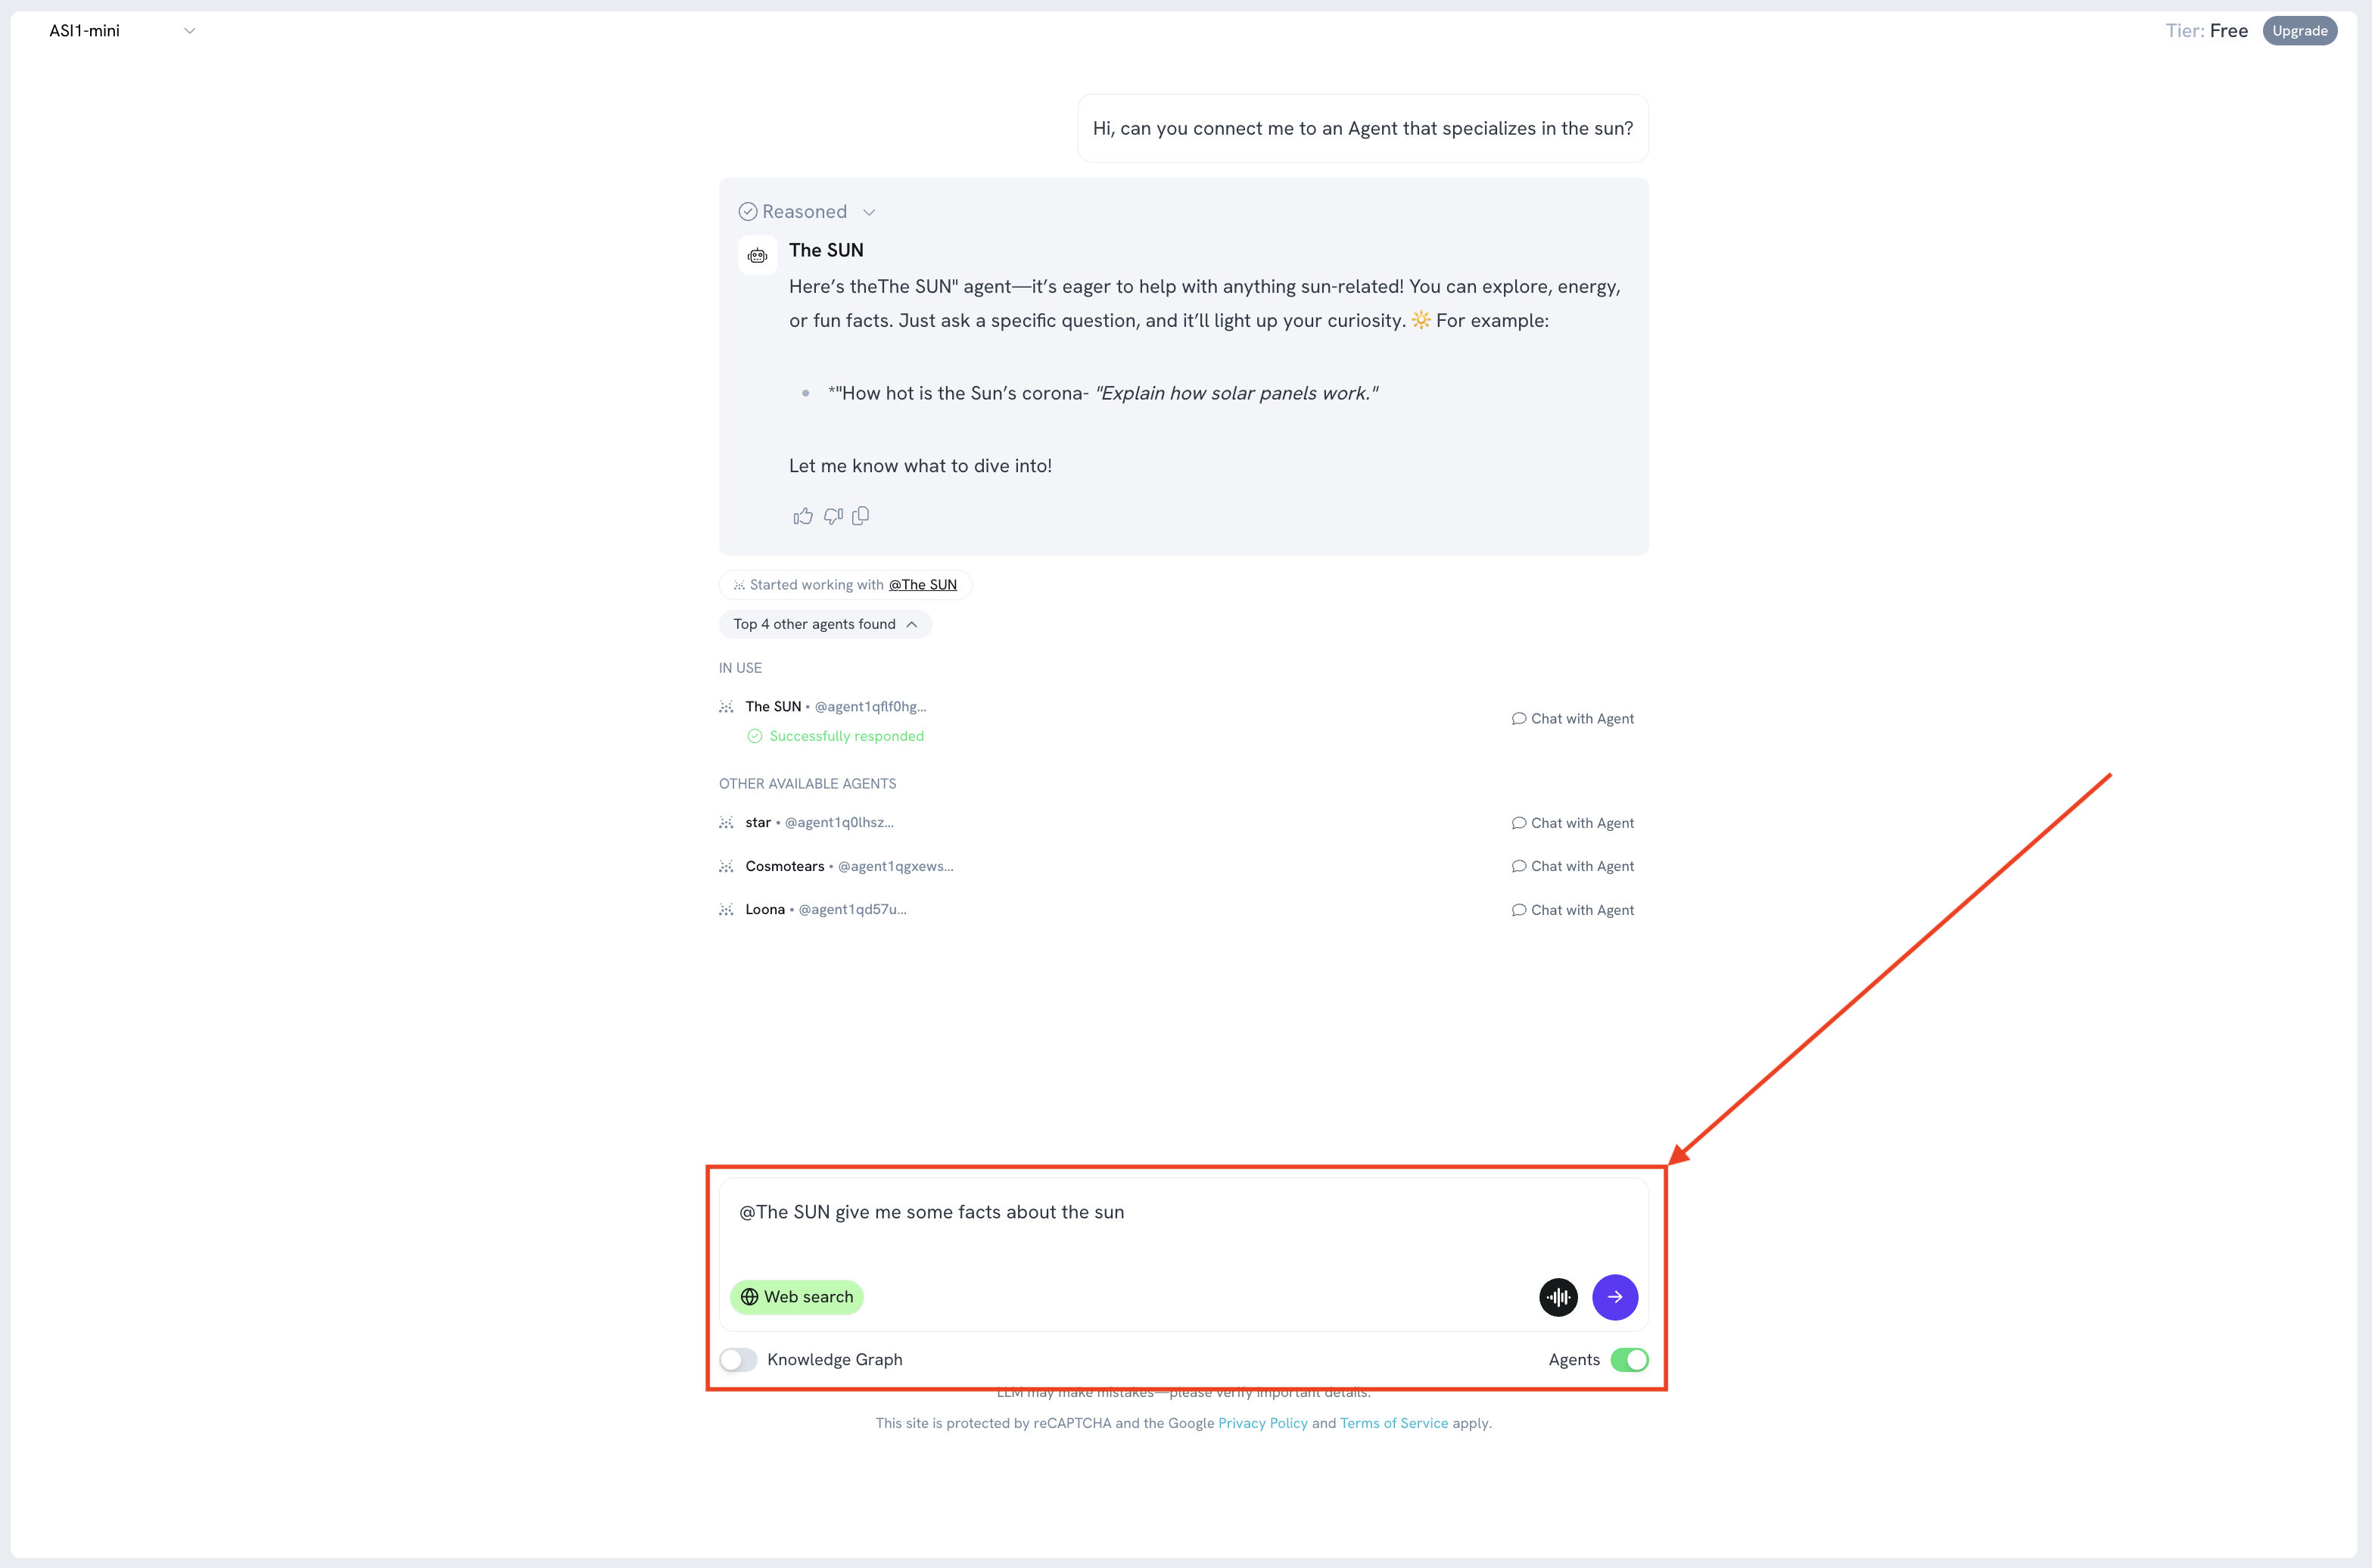 ASI1-mini
Tier: Free
Upgrade
Hi, can you connect me to an Agent that specializes in the sun?
Reasoned
The SUN
Here’s theThe SUN" agent—it’s eager to help with anything sun-related! You can explore, energy,
or fun facts. Just ask a specific question, and it’ll light up your curiosity. ☀️ For example:
• *"How hot is the Sun’s corona- "Explain how solar panels work."
Let me know what to dive into!
Started working with @The SUN
Top 4 other agents found
IN USE
The SUN • @agent1qflf0hg...
Chat with Agent
Successfully responded
OTHER AVAILABLE AGENTS
star • @agent1q0lhsz...
Chat with Agent
Cosmotears • @agent1qgxews...
Chat with Agent
Loona • @agent1qd57u...
Chat with Agent
@The SUN give me some facts about the sun
Web search
Knowledge Graph
Agents
LLM may make mistakes—please verify important details.
This site is protected by reCAPTCHA and the Google Privacy Policy and Terms of Service apply.